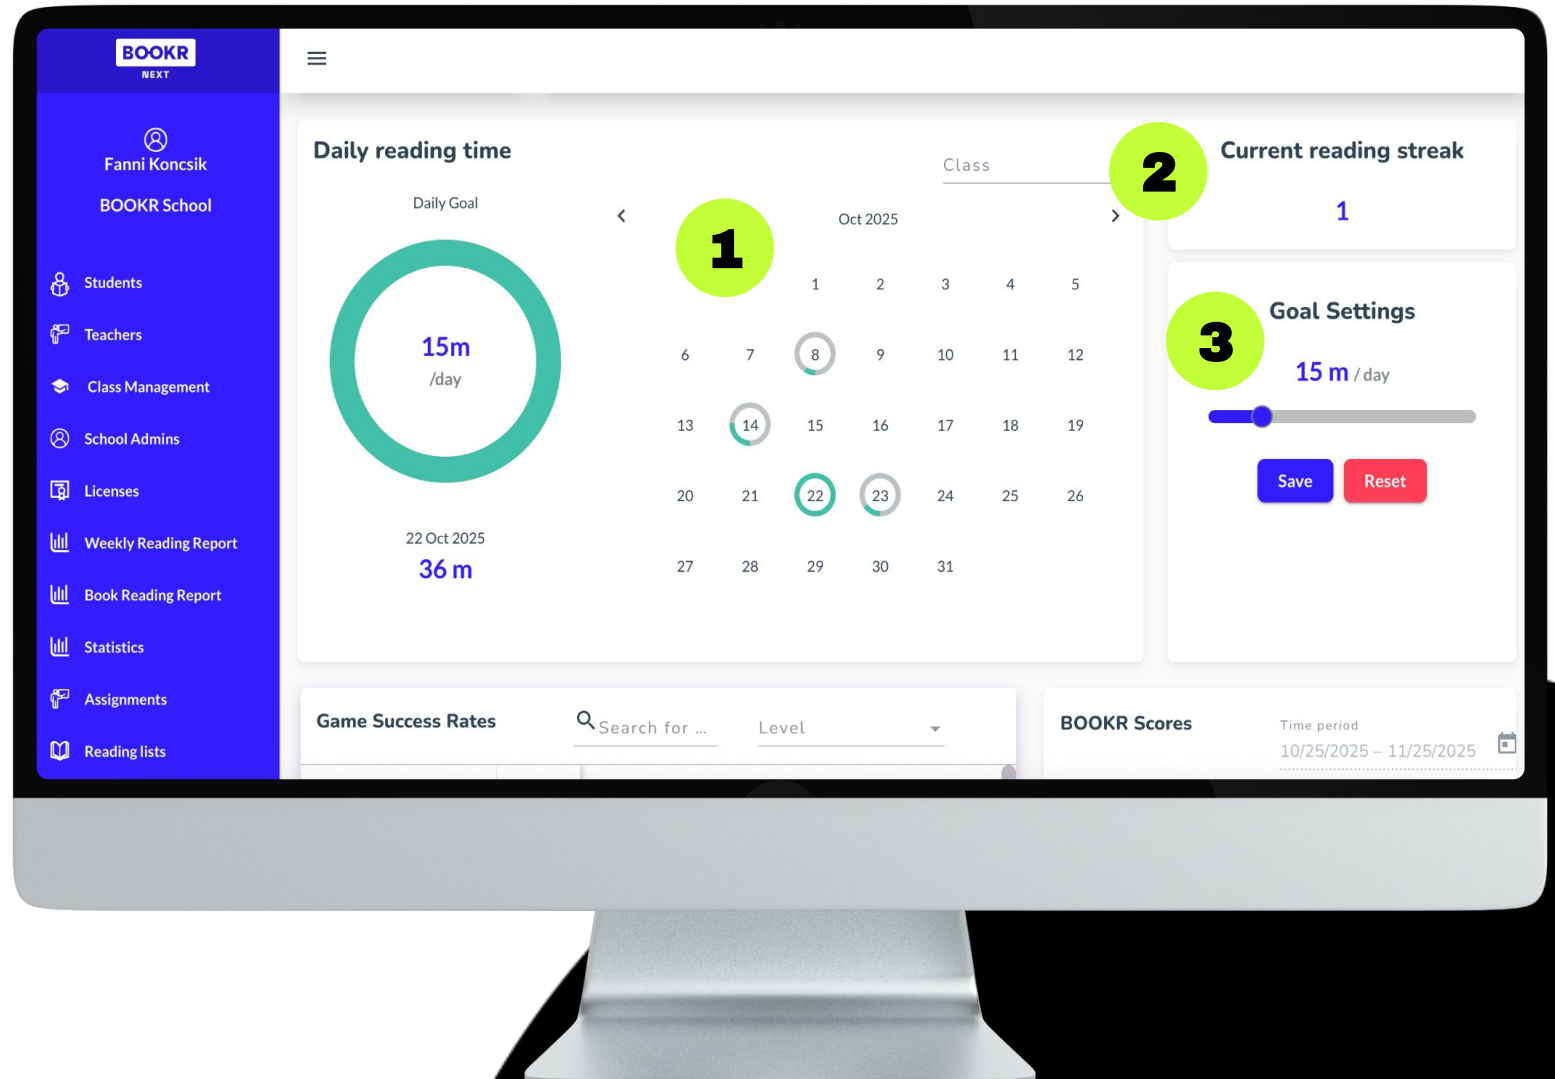 BOOKR
NEXT
Fanni Koncsik
BOOKR School
Students
Teachers
Class Management
School Admins
Licenses
Weekly Reading Report
Book Reading Report
Statistics
Assignments
Reading lists
Daily reading time
Class
Daily Goal
15m
/day
22 Oct 2025
36 m
1
Oct 2025
1 2 3 4 5
6 7 8 9 10 11 12
13 14 15 16 17 18 19
20 21 22 23 24 25 26
27 28 29 30 31
2
Current reading streak
1
3
Goal Settings
15 m / day
Save Reset
Game Success Rates
Search for ...
Level
BOOKR Scores
Time period
10/25/2025 – 11/25/2025